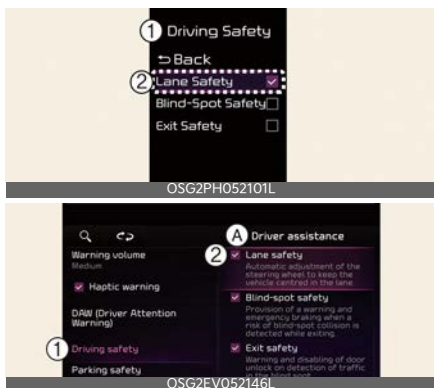 1 Driving Safety
Back
2 Lane Safety
Blind-Spot Safety
Exit Safety
OSG2PH052101L
A Driver assistance
Warning volume
Medium
2 Lane safety
Automatic adjustment of the
steering wheel to keep the
vehicle centred in the lane
Haptic warning
Blind-spot safety
Provision of a warning and
emergency braking when a
risk of blind-spot collision is
detected while exiting.
DAW (Driver Attention
Warning)
1 Driving safety
Exit safety
Warning and disabling of door
unlock on detection of traffic
in the blind spot
Parking safety
OSG2EV052146L